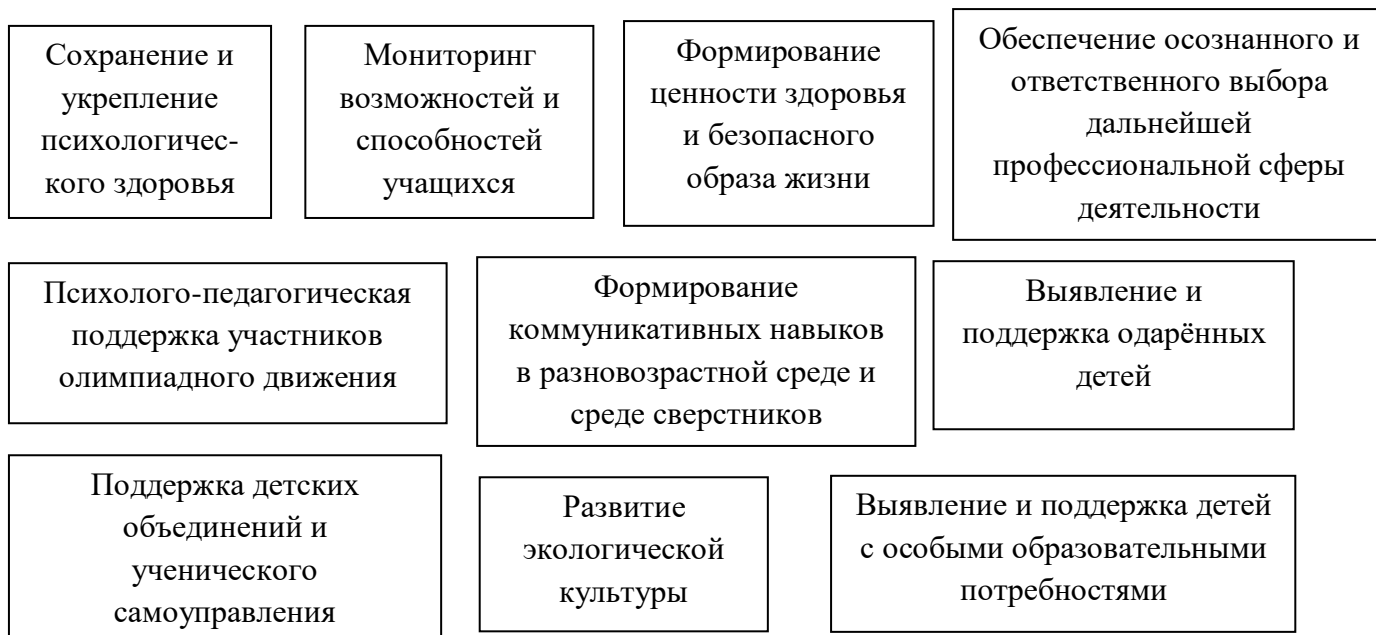 Сохранение и
укрепление
психологичес-
кого здоровья
Мониторинг
возможностей и
способностей
учащихся
Формирование
ценности здоровья
и безопасного
образа жизни
Обеспечение осознанного и
ответственного выбора
дальнейшей
профессиональной сферы
деятельности
Психолого-педагогическая
поддержка участников
олимпиадного движения
Формирование
коммуникативных навыков
в разновозрастной среде и
среде сверстников
Выявление и
поддержка одарённых
детей
Поддержка детских
объединений и
ученического
самоуправления
Развитие
экологической
культуры
Выявление и поддержка детей
с особыми образовательными
потребностями